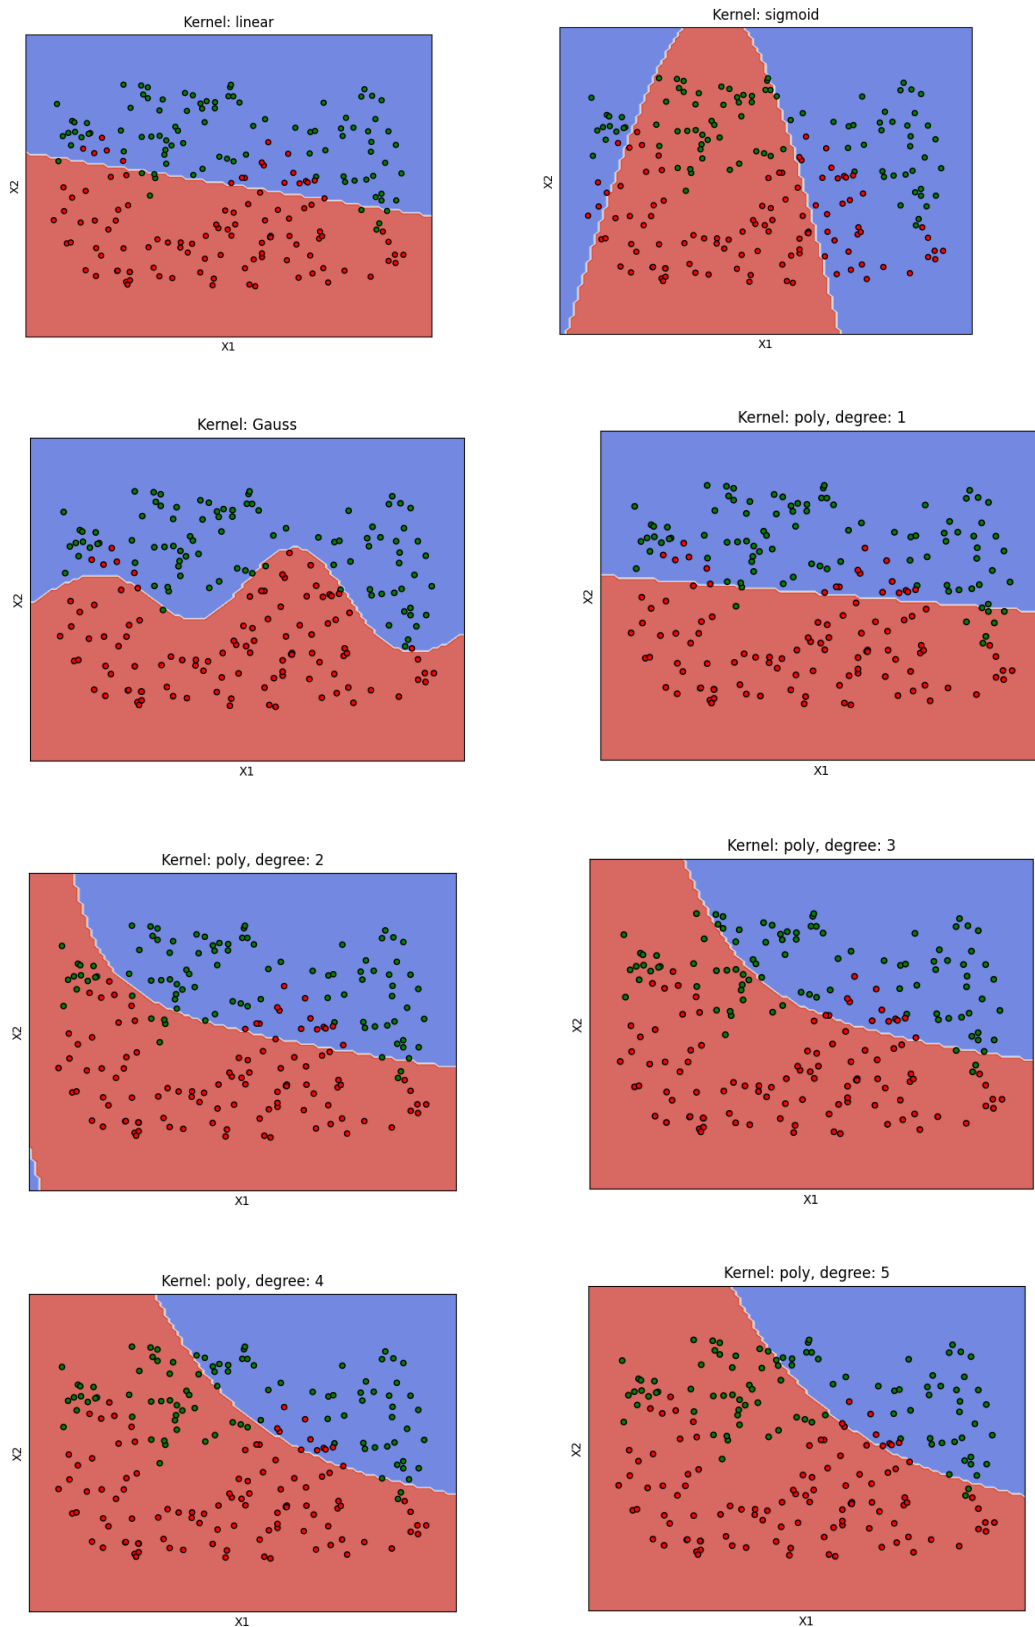 Kernel: linear
X2
X1
Kernel: sigmoid
X2
X1
Kernel: Gauss
X2
X1
Kernel: poly, degree: 1
X2
X1
Kernel: poly, degree: 2
X2
X1
Kernel: poly, degree: 3
X2
X1
Kernel: poly, degree: 4
X2
X1
Kernel: poly, degree: 5
X2
X1